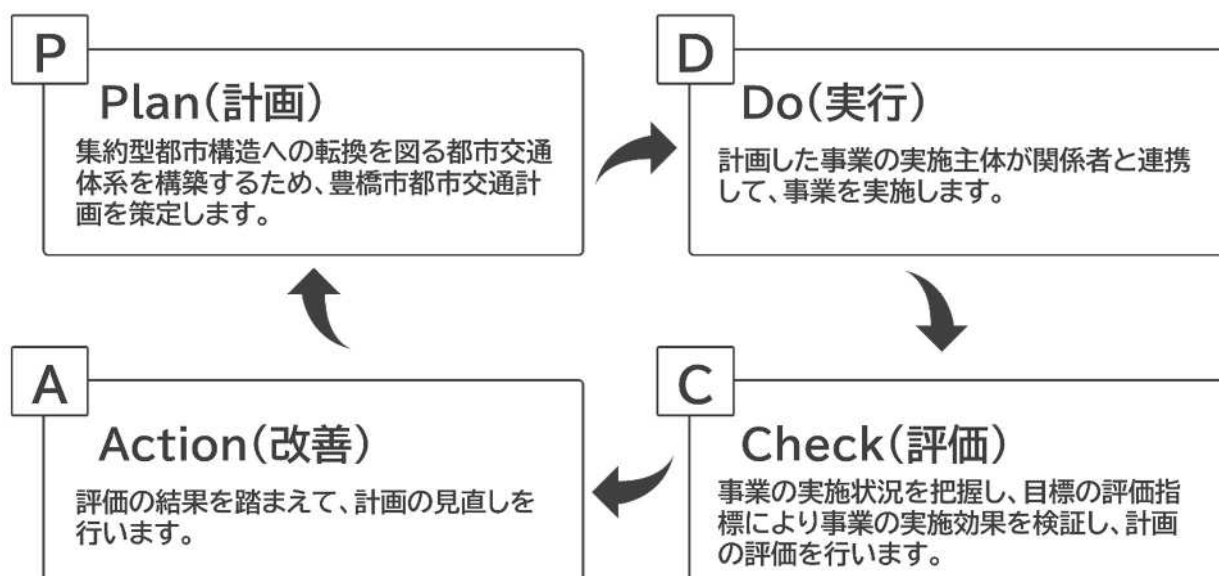 P
Plan(計画)
集約型都市構造への転換を図る都市交通
体系を構築するため、豊橋市都市交通計
画を策定します。
D
Do(実行)
計画した事業の実施主体が関係者と連携
して、事業を実施します。
A
Action(改善)
評価の結果を踏まえて、計画の見直しを
行います。
C
Check(評価)
事業の実施状況を把握し、目標の評価指
標により事業の実施効果を検証し、計画
の評価を行います。